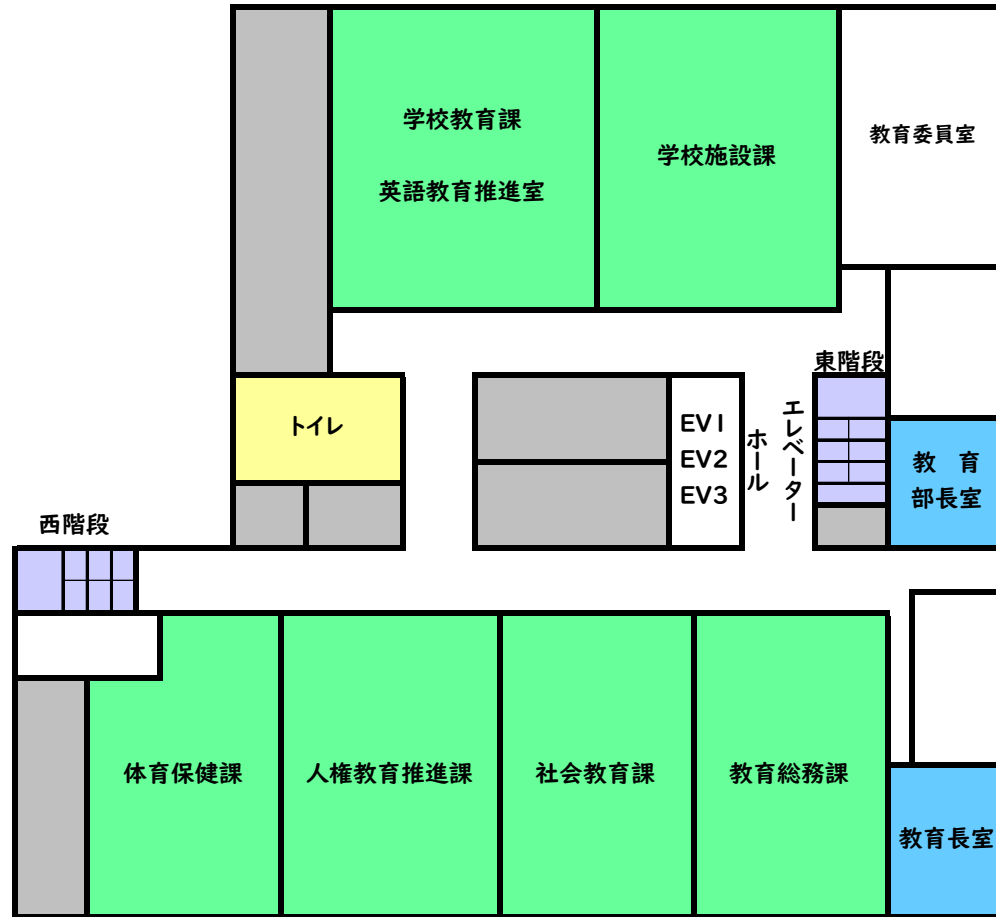 学校教育課
英語教育推進室
学校施設課
教育委員室
東階段
トイレ
EV1
EV2
EV3
エレベーター
ホール
教 育
部長室
西階段
体育保健課
人権教育推進課
社会教育課
教育総務課
教育長室